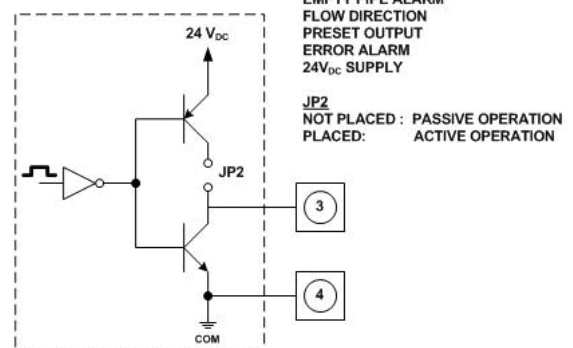 EMPTY PIPE ALARM
FLOW DIRECTION
PRESET OUTPUT
ERROR ALARM
24VDC SUPPLY
JP2
NOT PLACED : PASSIVE OPERATION
PLACED: ACTIVE OPERATION
24 VDC
JP2
3
4
COM